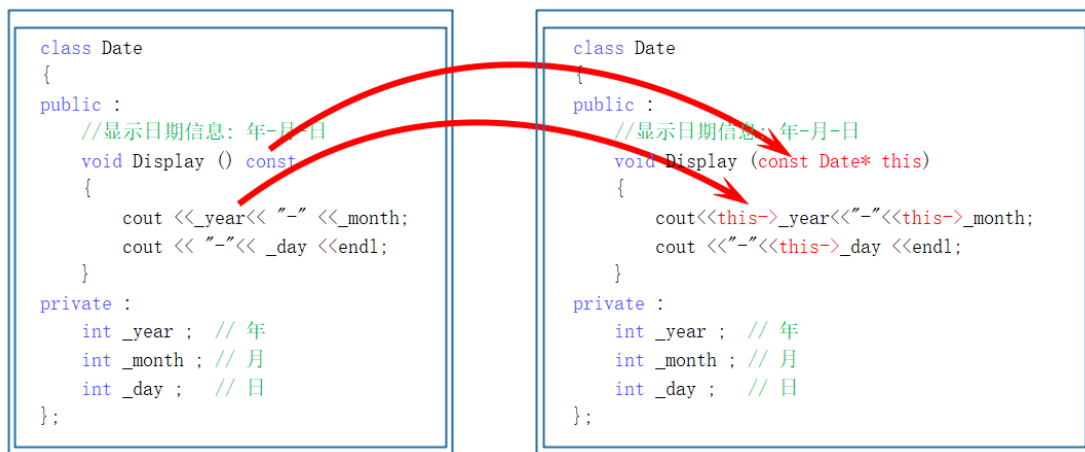 class Date
{
public :
//显示日期信息: 年-月-日
void Display () const
{
cout <<_year<< "-" <<_month;
cout << "-"<< _day <<endl;
}
private :
int _year ; // 年
int _month ; // 月
int _day ; // 日
};
class Date
{
public :
//显示日期信息: 年-月-日
void Display (const Date* this)
{
cout<<this->_year<<"-"<<this->_month;
cout <<"-"<<this->_day <<endl;
}
private :
int _year ; // 年
int _month ; // 月
int _day ; // 日
};